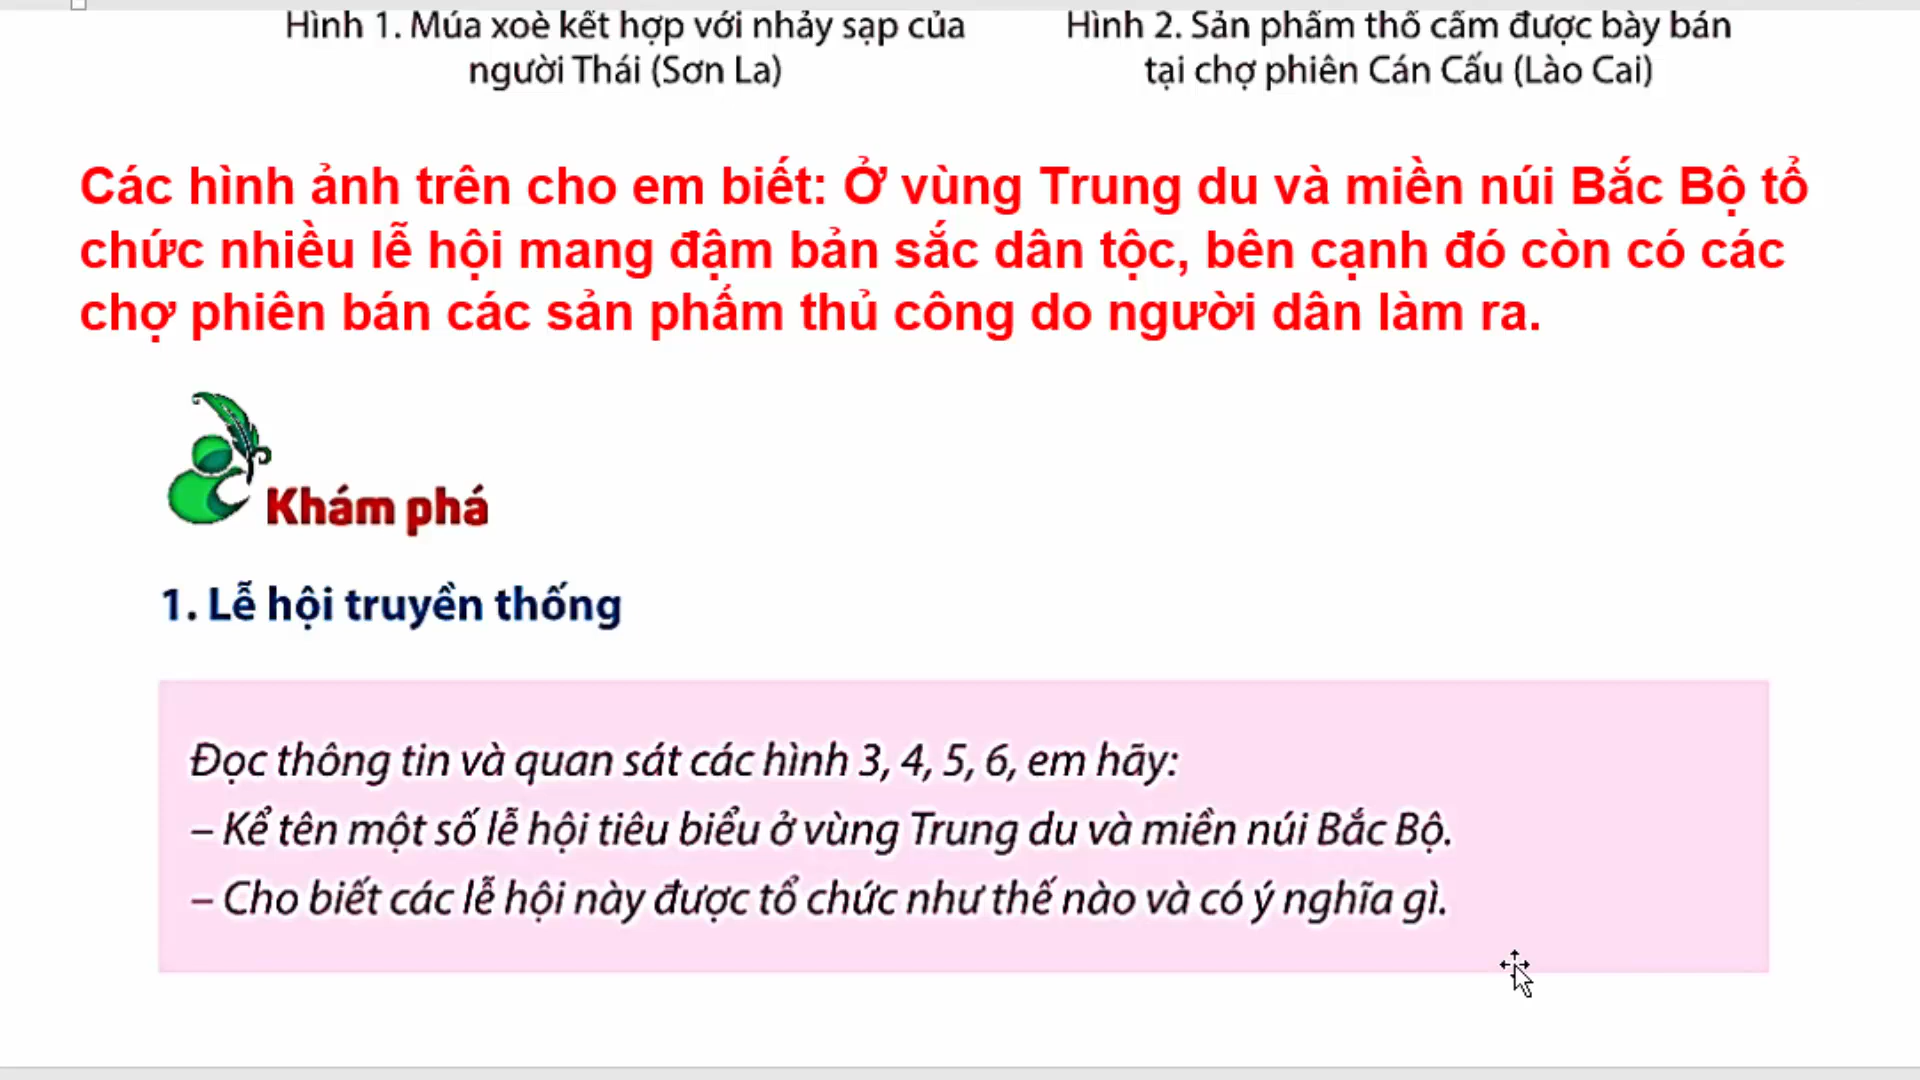 Hình 1. Múa xoè kết hợp với nhảy sạp của
người Thái (Sơn La)
Hình 2. Sản phẩm thổ cẩm được bày bán
tại chợ phiên Cán Cấu (Lào Cai)
Các hình ảnh trên cho em biết: Ở vùng Trung du và miền núi Bắc Bộ tổ
chức nhiều lễ hội mang đậm bản sắc dân tộc, bên cạnh đó còn có các
chợ phiên bán các sản phẩm thủ công do người dân làm ra.
Khám phá
1. Lễ hội truyền thống
Đọc thông tin và quan sát các hình 3, 4, 5, 6, em hãy:
– Kể tên một số lễ hội tiêu biểu ở vùng Trung du và miền núi Bắc Bộ.
– Cho biết các lễ hội này được tổ chức như thế nào và có ý nghĩa gì.